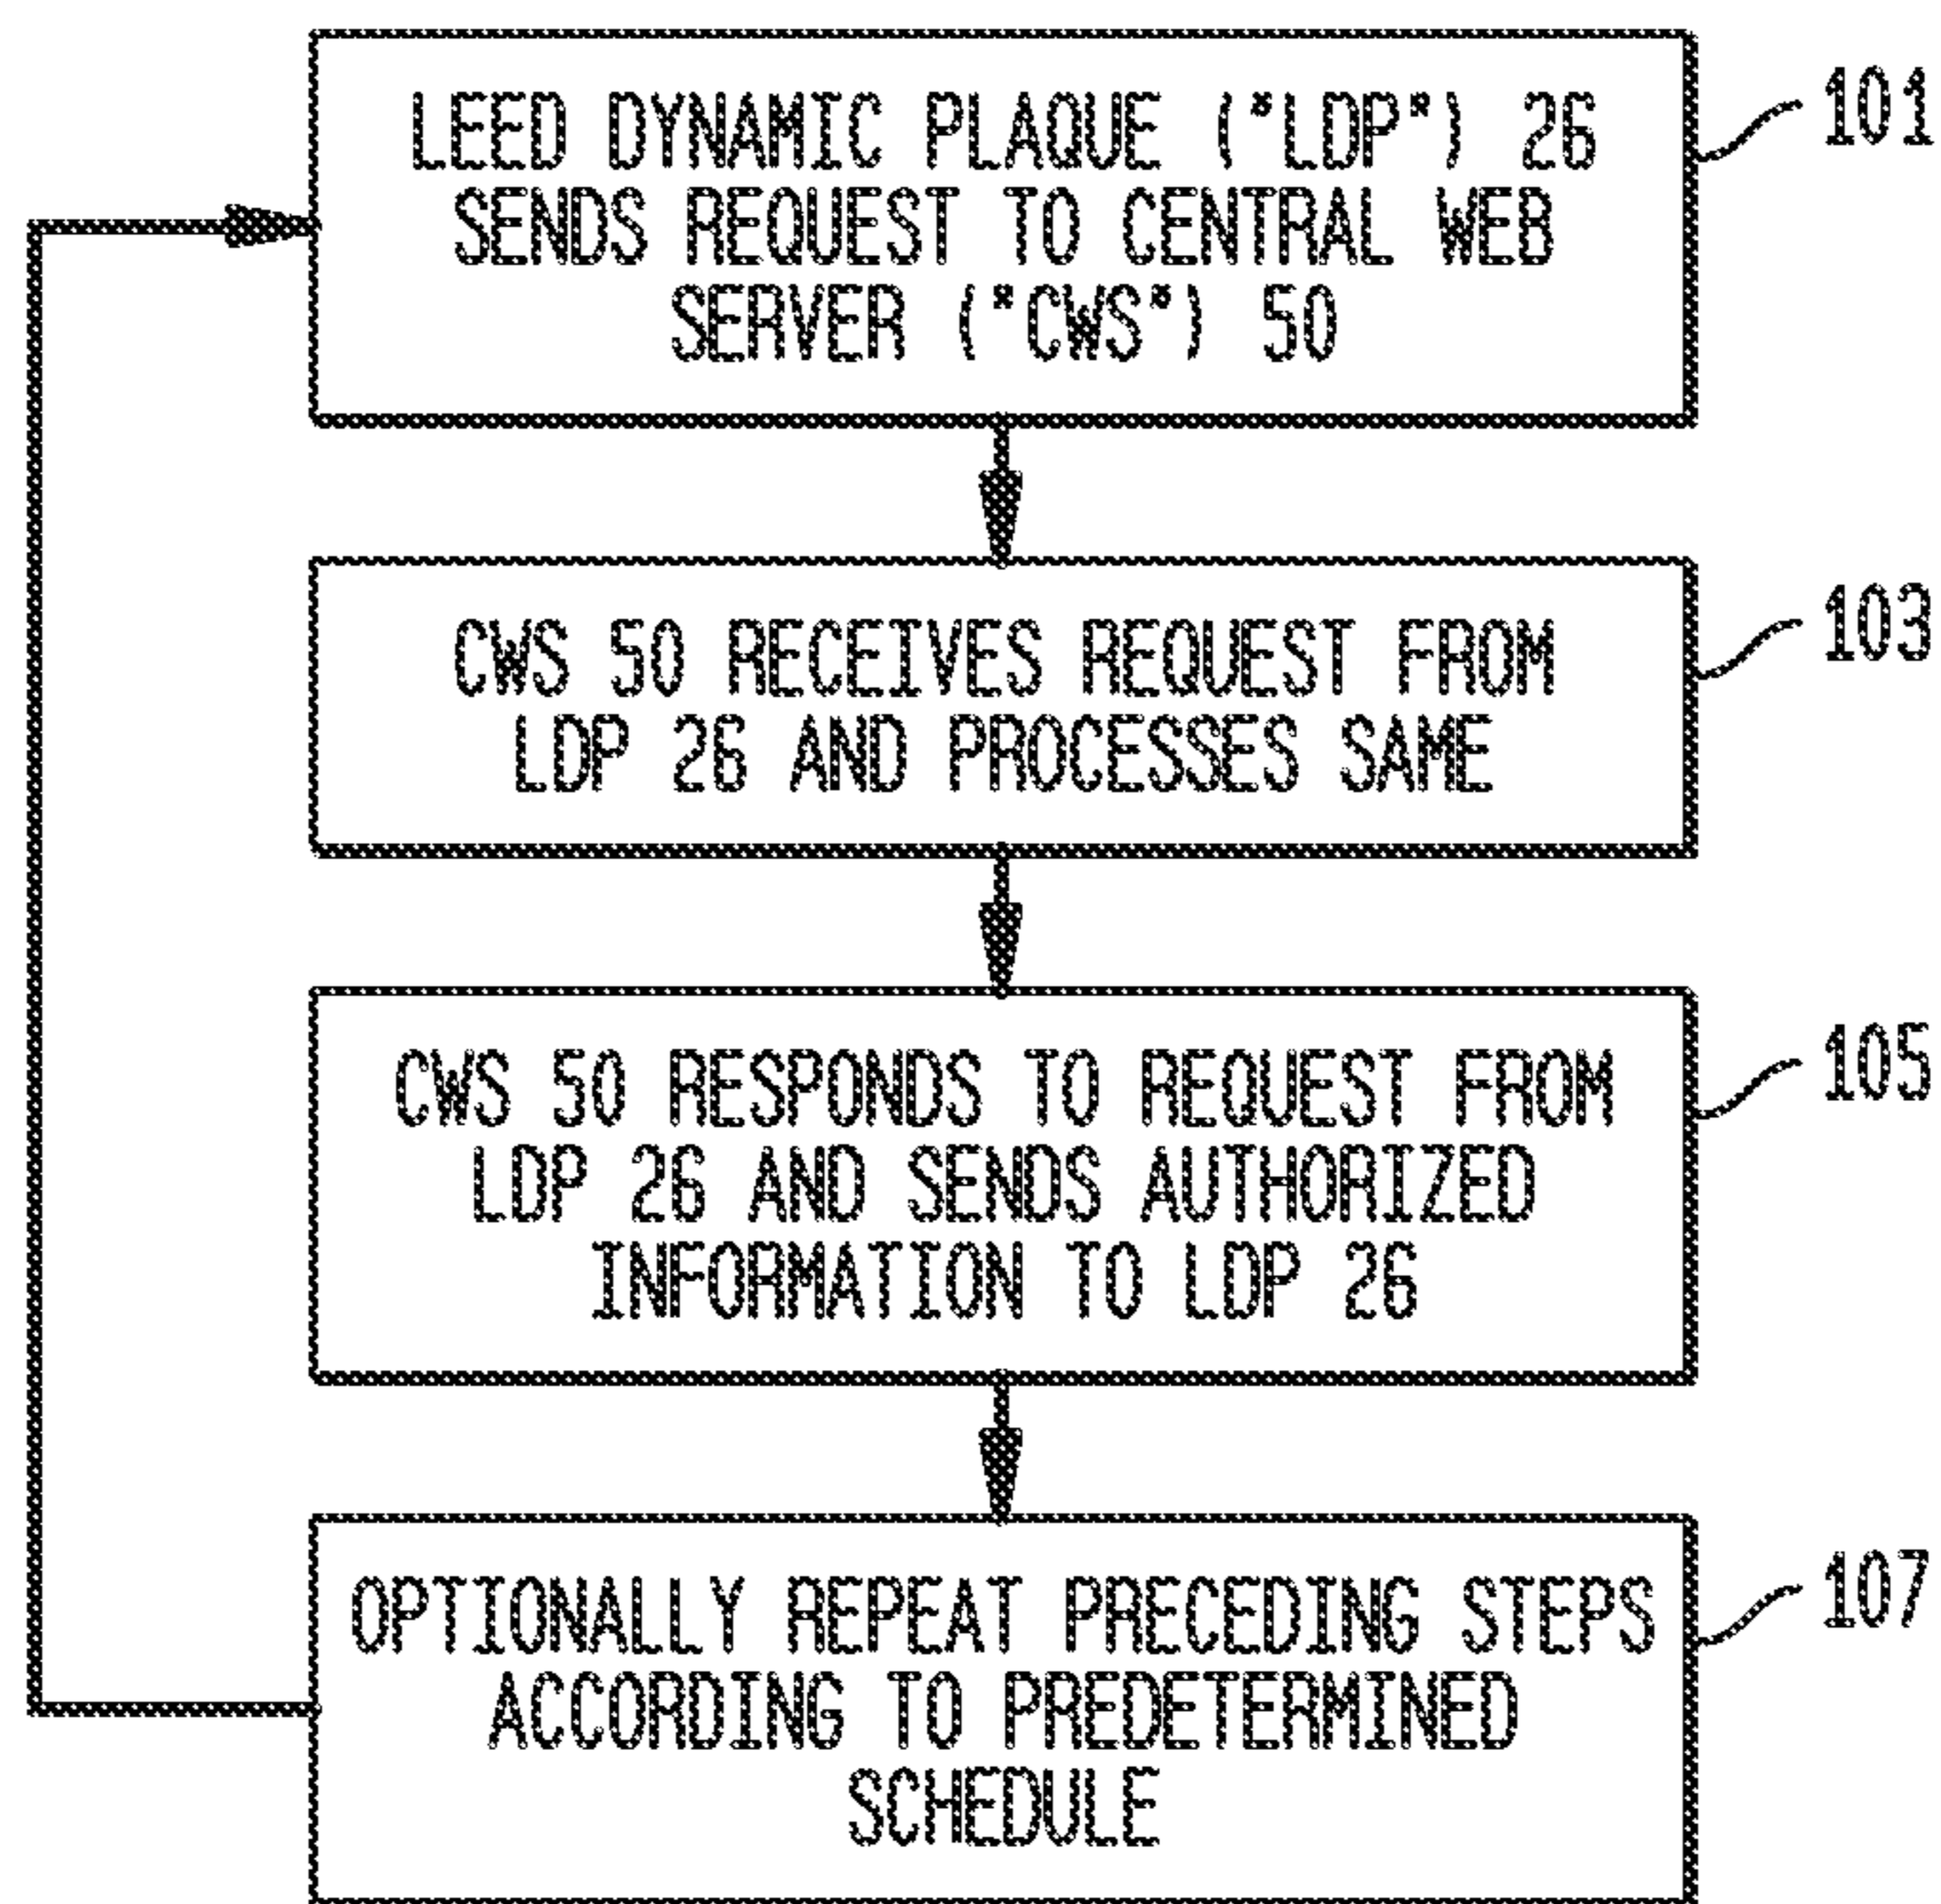 LEED DYNAMIC PLAQUE ("LDP") 26
SENDS REQUEST TO CENTRAL WEB
SERVER ("CWS") 50
101
CWS 50 RECEIVES REQUEST FROM
LDP 26 AND PROCESSES SAME
103
CWS 50 RESPONDS TO REQUEST FROM
LDP 26 AND SENDS AUTHORIZED
INFORMATION TO LDP 26
105
OPTIONALLY REPEAT PRECEDING STEPS
ACCORDING TO PREDETERMINED
SCHEDULE
107